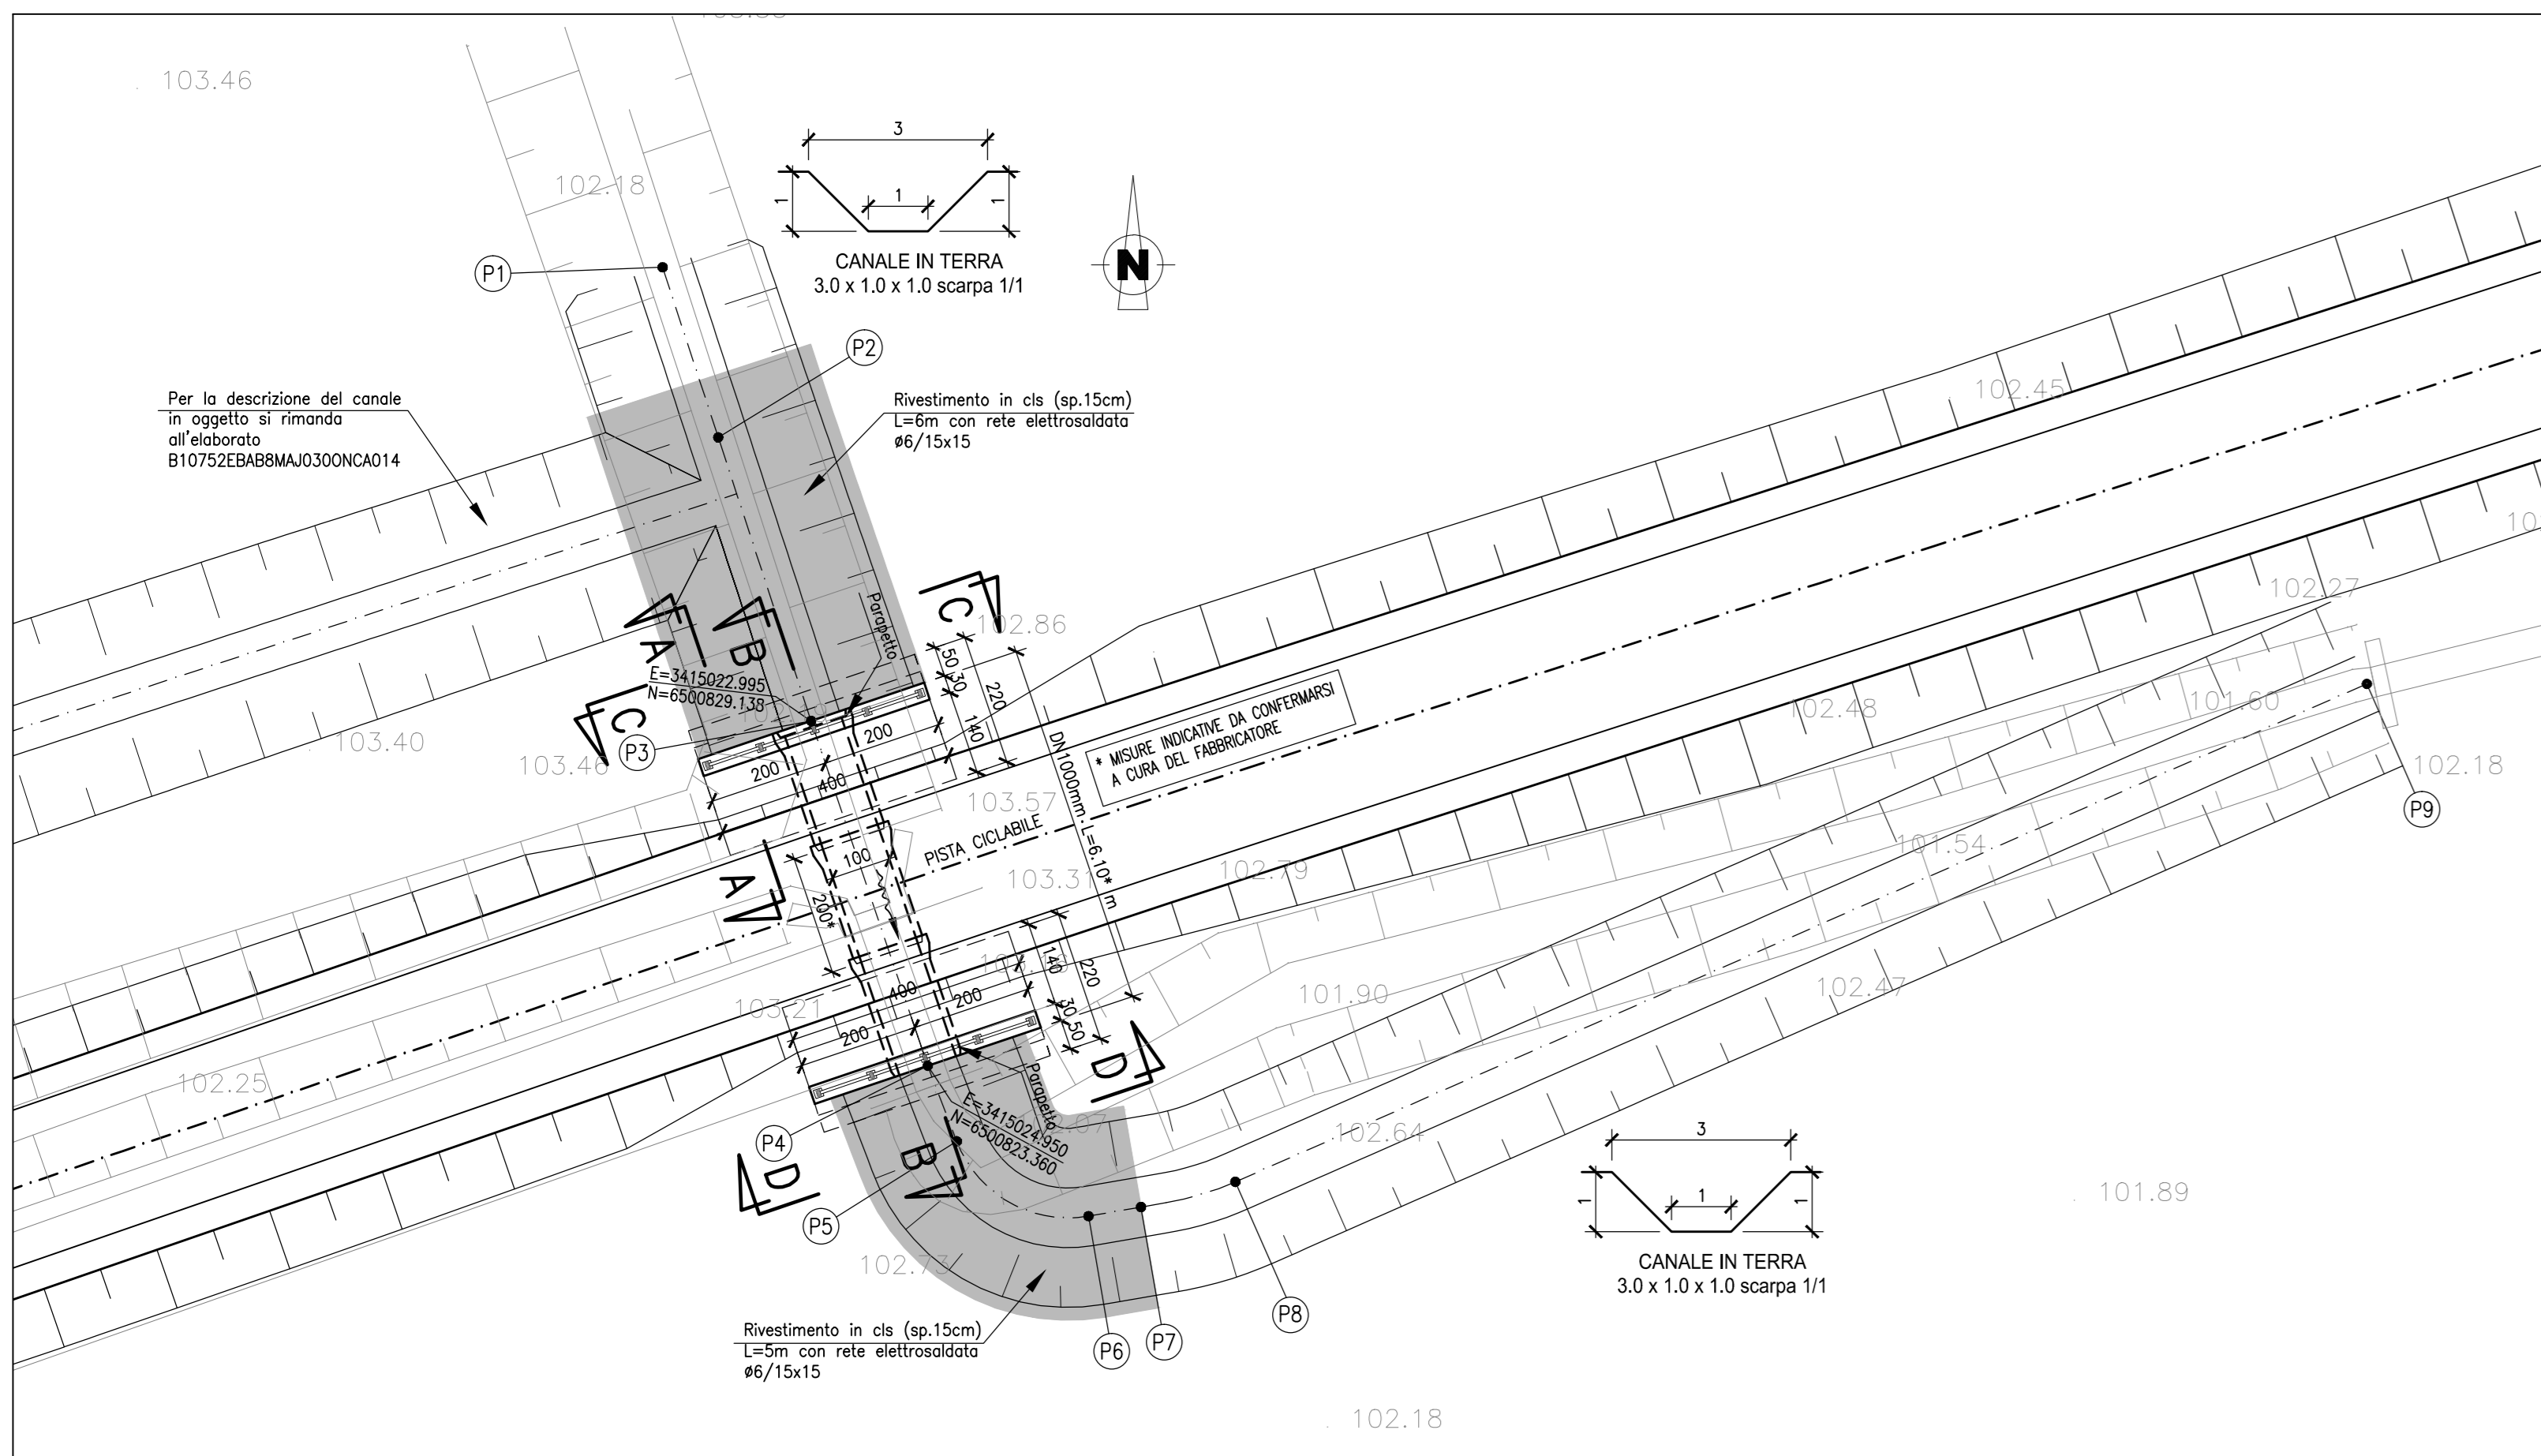 103.46
102.18
3
1
1
1
CANALE IN TERRA
3.0 x 1.0 x 1.0 scarpa 1/1
N
P1
P2
Per la descrizione del canale
in oggetto si rimanda
all'elaborato
B10752EBAB8MAJ0300NCA014
Rivestimento in cls (sp.15cm)
L=6m con rete elettrosaldata
ø6/15x15
102.45
102.27
102.86
A
B
C
C
Parapetto
E=3415022.995
N=6500829.138
P3
103.40
103.46
50
30
220
140
200
200
400
DN1000mm L=6.10* m
* MISURE INDICATIVE DA CONFERMARSI
A CURA DEL FABBRICATORE
102.48
101.60
102.18
P9
103.57
PISTA CICLABILE
100
200*
A
103.31
102.79
101.54
140
220
30
50
400
200
200
103.21
101.90
102.47
102.25
D
D
Parapetto
E=3415024.950
N=6500823.360
P4
B
P5
102.64
3
1
1
1
CANALE IN TERRA
3.0 x 1.0 x 1.0 scarpa 1/1
101.89
102.73
P8
P7
P6
Rivestimento in cls (sp.15cm)
L=5m con rete elettrosaldata
ø6/15x15
102.18